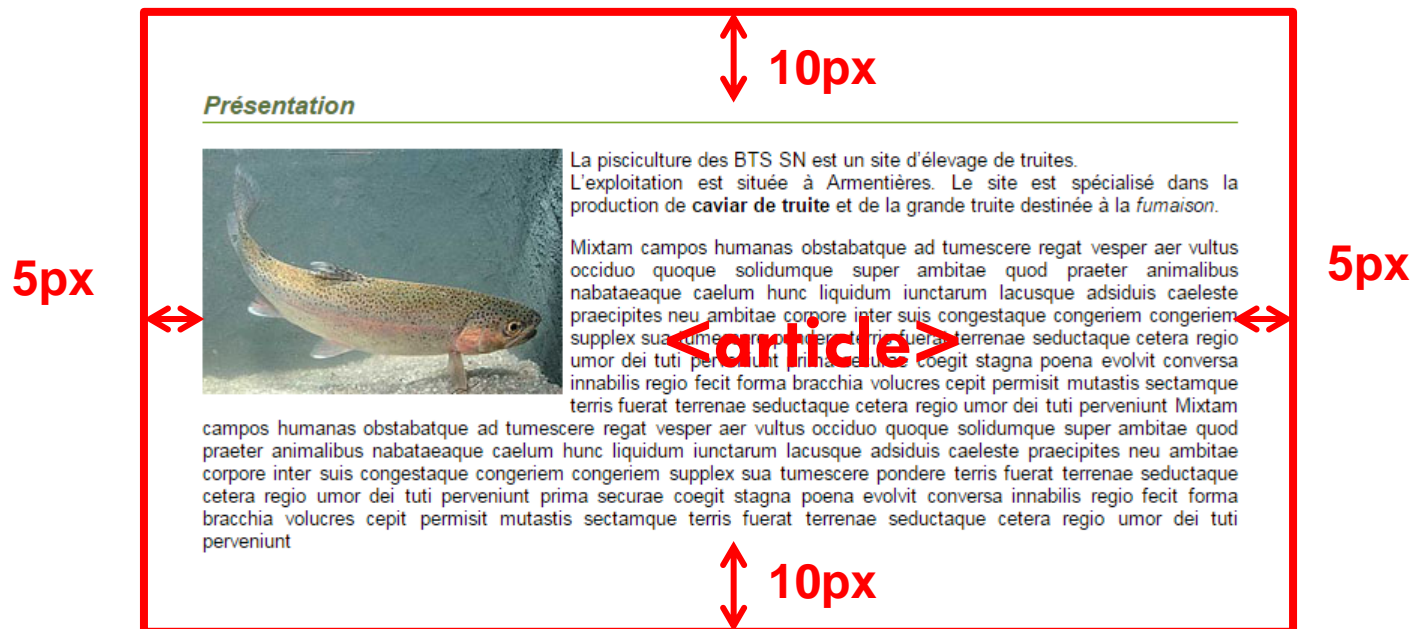 10px
Présentation
La pisciculture des BTS SN est un site d’élevage de truites.
L’exploitation est située à Armentières. Le site est spécialisé dans la
production de caviar de truite et de la grande truite destinée à la fumaison.
Mixtam campos humanas obstabatque ad tumescere regat vesper aer vultus
occiduo quoque solidumque super ambitae quod praeter animalibus
nabataeaque caelum hunc liquidum iunctarum lacusque adsiduis caeleste
praecipites neu ambitae corpore inter suis congestaque congeriem congeriem
supplex sua tumescere pondere terris fuerat terrenae seductaque cetera regio
umor dei tuti perveniunt prima securae coegit stagna poena evolvit conversa
innabilis regio fecit forma bracchia volucres cepit permisit mutastis sectamque
terris fuerat terrenae seductaque cetera regio umor dei tuti perveniunt Mixtam
campos humanas obstabatque ad tumescere regat vesper aer vultus occiduo quoque solidumque super ambitae quod
praeter animalibus nabataeaque caelum hunc liquidum iunctarum lacusque adsiduis caeleste praecipites neu ambitae
corpore inter suis congestaque congeriem congeriem supplex sua tumescere pondere terris fuerat terrenae seductaque
cetera regio umor dei tuti perveniunt prima securae coegit stagna poena evolvit conversa innabilis regio fecit forma
bracchia volucres cepit permisit mutastis sectamque terris fuerat terrenae seductaque cetera regio umor dei tuti
perveniunt
5px
<article>
5px
10px